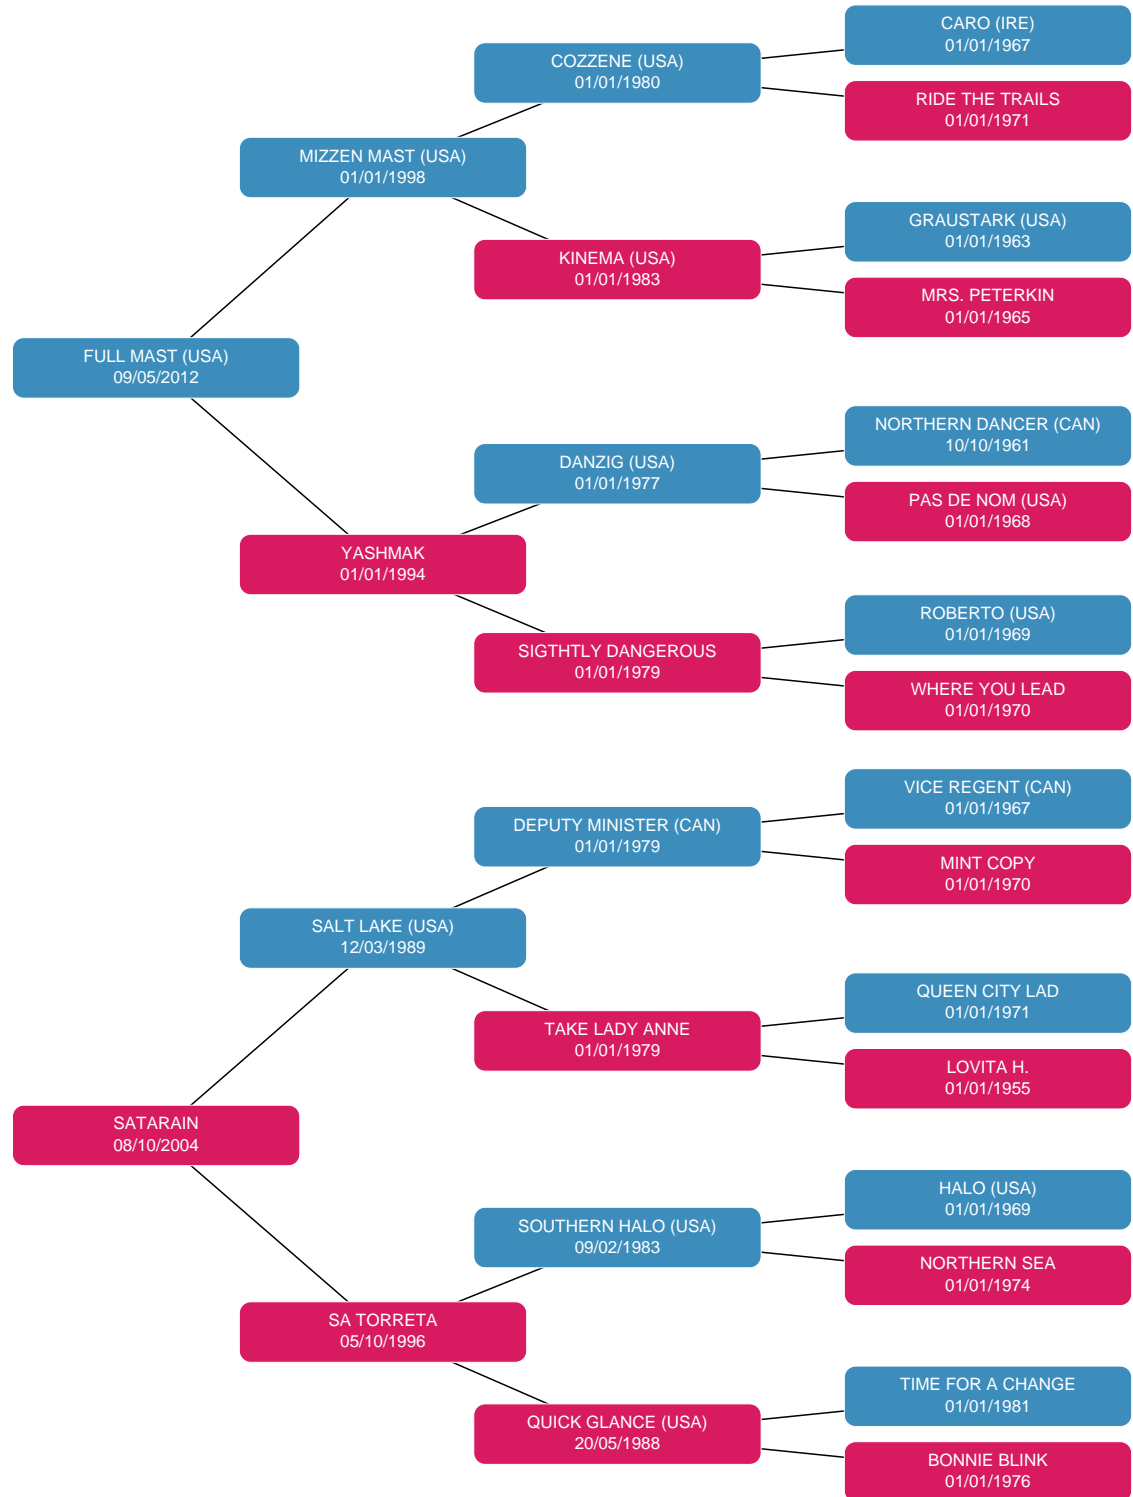 CARO (IRE)
01/01/1967
COZZENE (USA)
01/01/1980
RIDE THE TRAILS
01/01/1971
MIZZEN MAST (USA)
01/01/1998
GRAUSTARK (USA)
01/01/1963
KINEMA (USA)
01/01/1983
MRS. PETERKIN
01/01/1965
FULL MAST (USA)
09/05/2012
NORTHERN DANCER (CAN)
10/10/1961
DANZIG (USA)
01/01/1977
PAS DE NOM (USA)
01/01/1968
YASHMAK
01/01/1994
ROBERTO (USA)
01/01/1969
SIGTHTLY DANGEROUS
01/01/1979
WHERE YOU LEAD
01/01/1970
VICE REGENT (CAN)
01/01/1967
DEPUTY MINISTER (CAN)
01/01/1979
MINT COPY
01/01/1970
SALT LAKE (USA)
12/03/1989
QUEEN CITY LAD
01/01/1971
TAKE LADY ANNE
01/01/1979
LOVITA H.
01/01/1955
SATARAIN
08/10/2004
HALO (USA)
01/01/1969
SOUTHERN HALO (USA)
09/02/1983
NORTHERN SEA
01/01/1974
SA TORRETA
05/10/1996
TIME FOR A CHANGE
01/01/1981
QUICK GLANCE (USA)
20/05/1988
BONNIE BLINK
01/01/1976